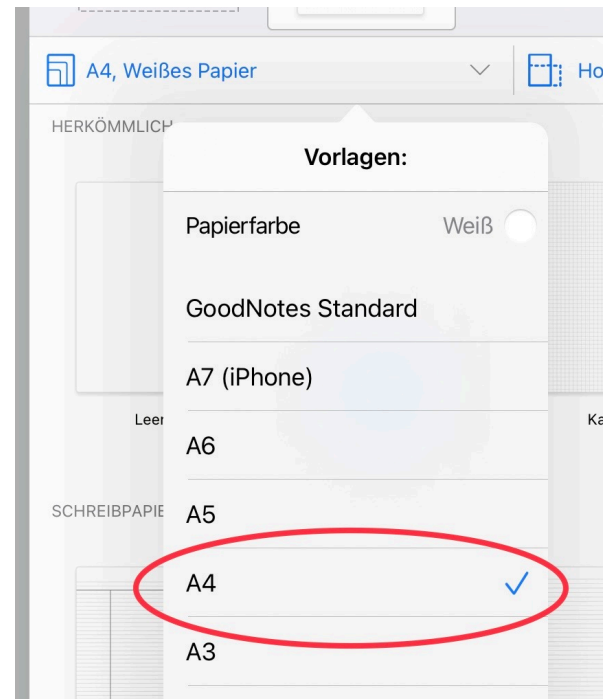 A4, Weißes Papier
Ho
HERKÖMMLICH
Vorlagen:
Papierfarbe Weiß
GoodNotes Standard
A7 (iPhone)
Leer
Ka
A6
SCHREIBPAPIE
A5
A4
A3